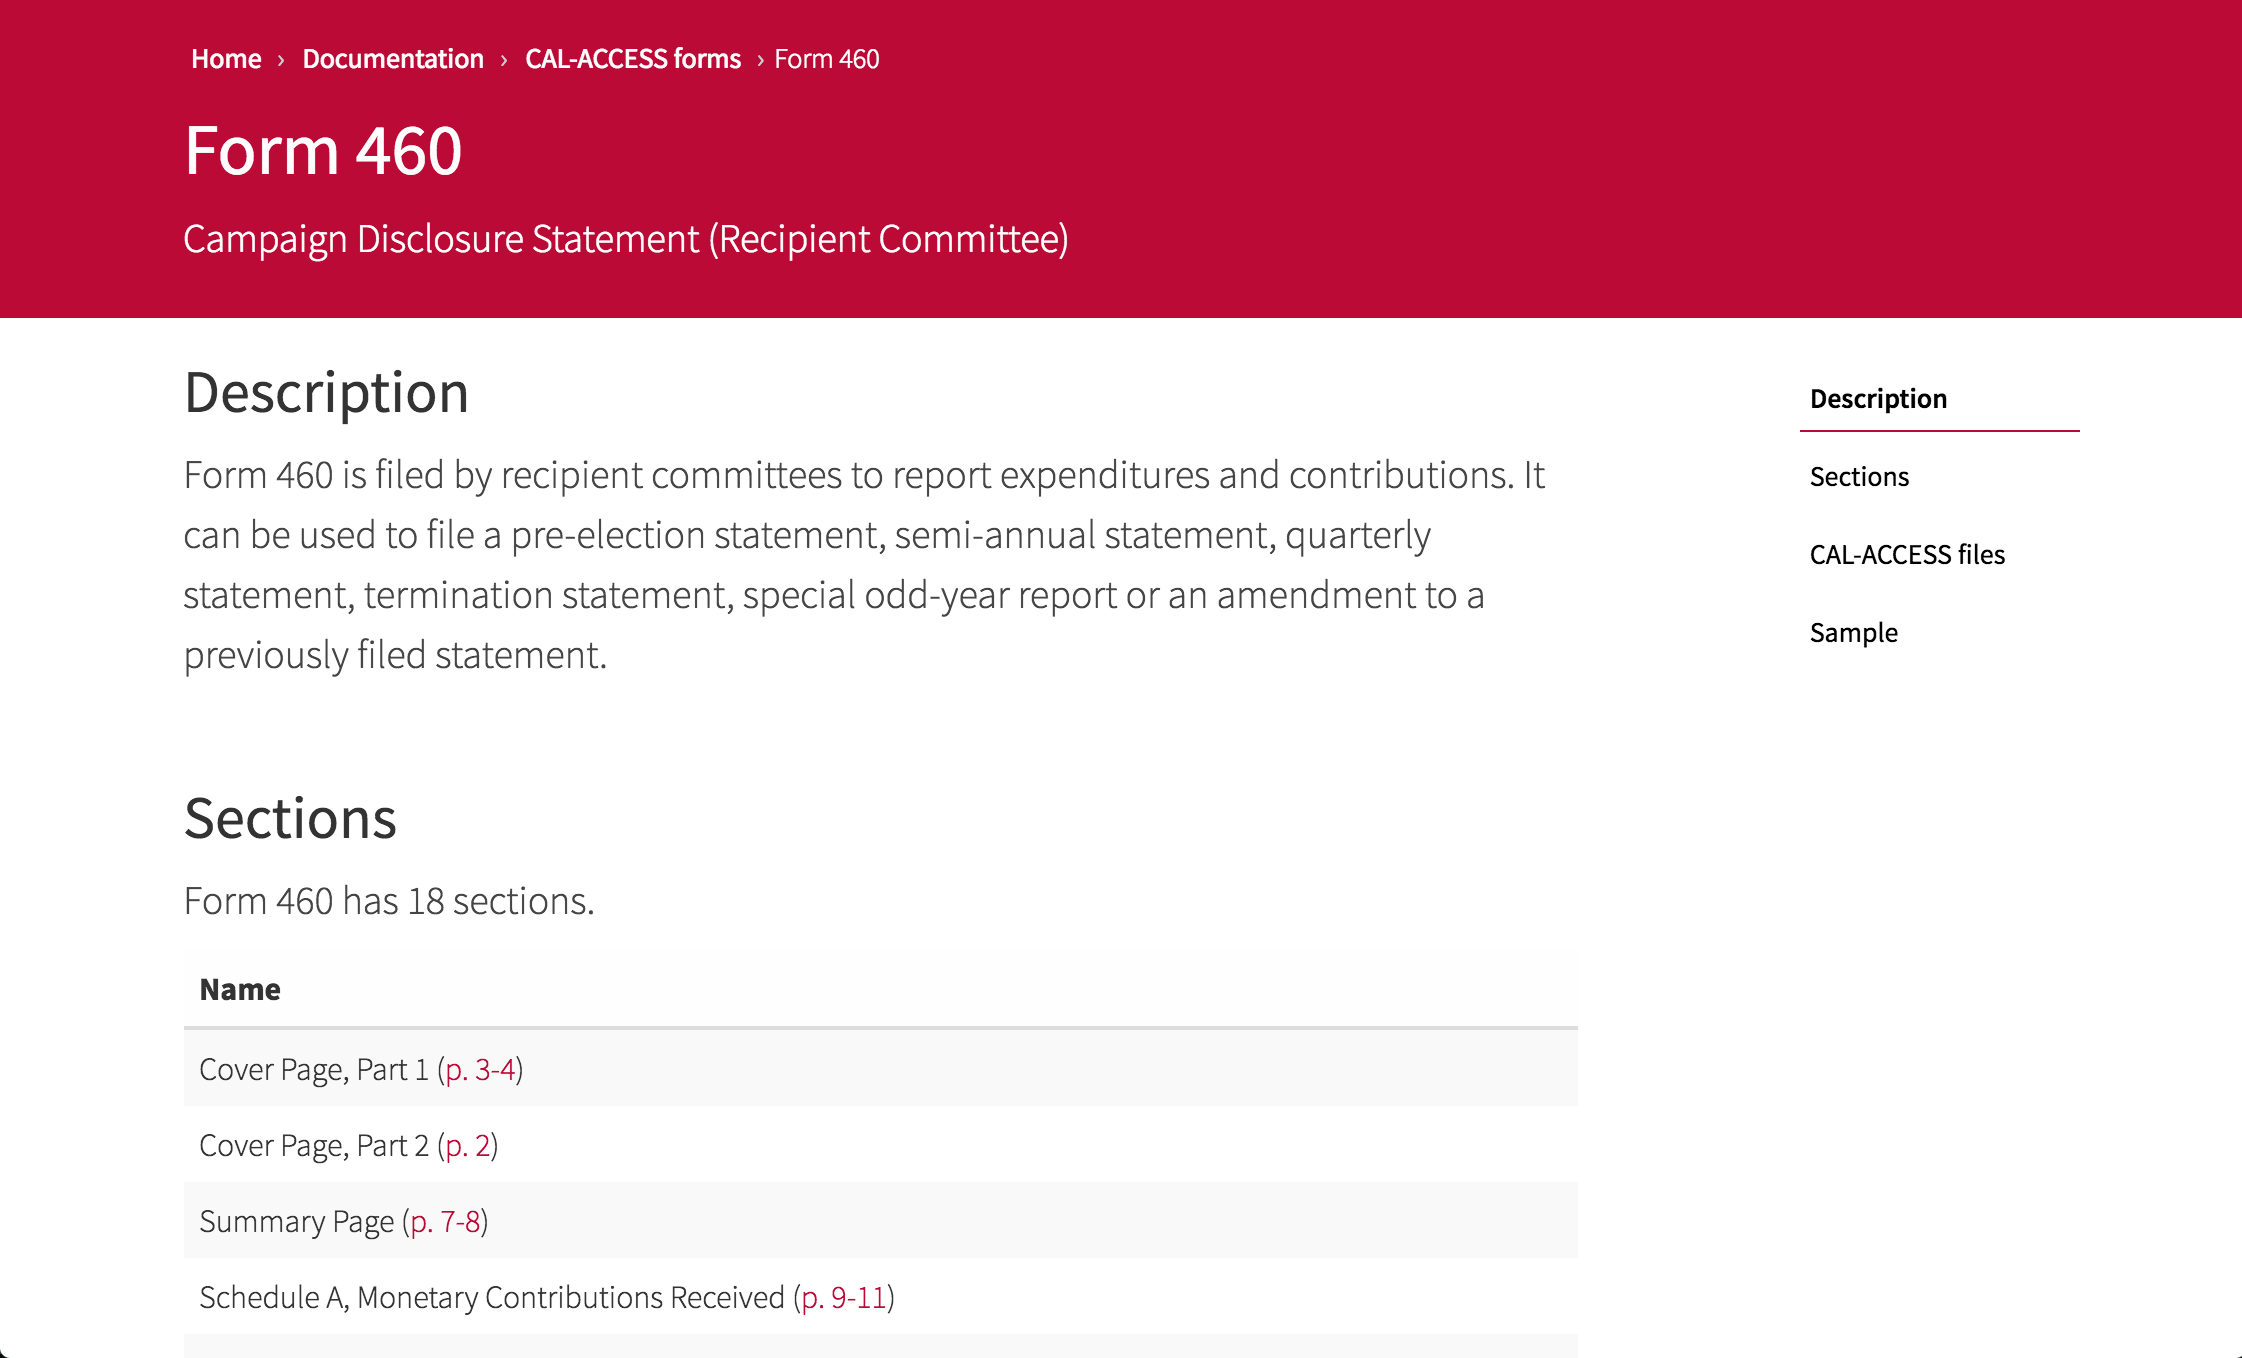 Home › Documentation › CAL-ACCESS forms › Form 460
Form 460
Campaign Disclosure Statement (Recipient Committee)
Description
Form 460 is filed by recipient committees to report expenditures and contributions. It
can be used to file a pre-election statement, semi-annual statement, quarterly
statement, termination statement, special odd-year report or an amendment to a
previously filed statement.
Sections
Form 460 has 18 sections.
Name
Cover Page, Part 1 (p. 3-4)
Cover Page, Part 2 (p. 2)
Summary Page (p. 7-8)
Schedule A, Monetary Contributions Received (p. 9-11)
Description
Sections
CAL-ACCESS files
Sample